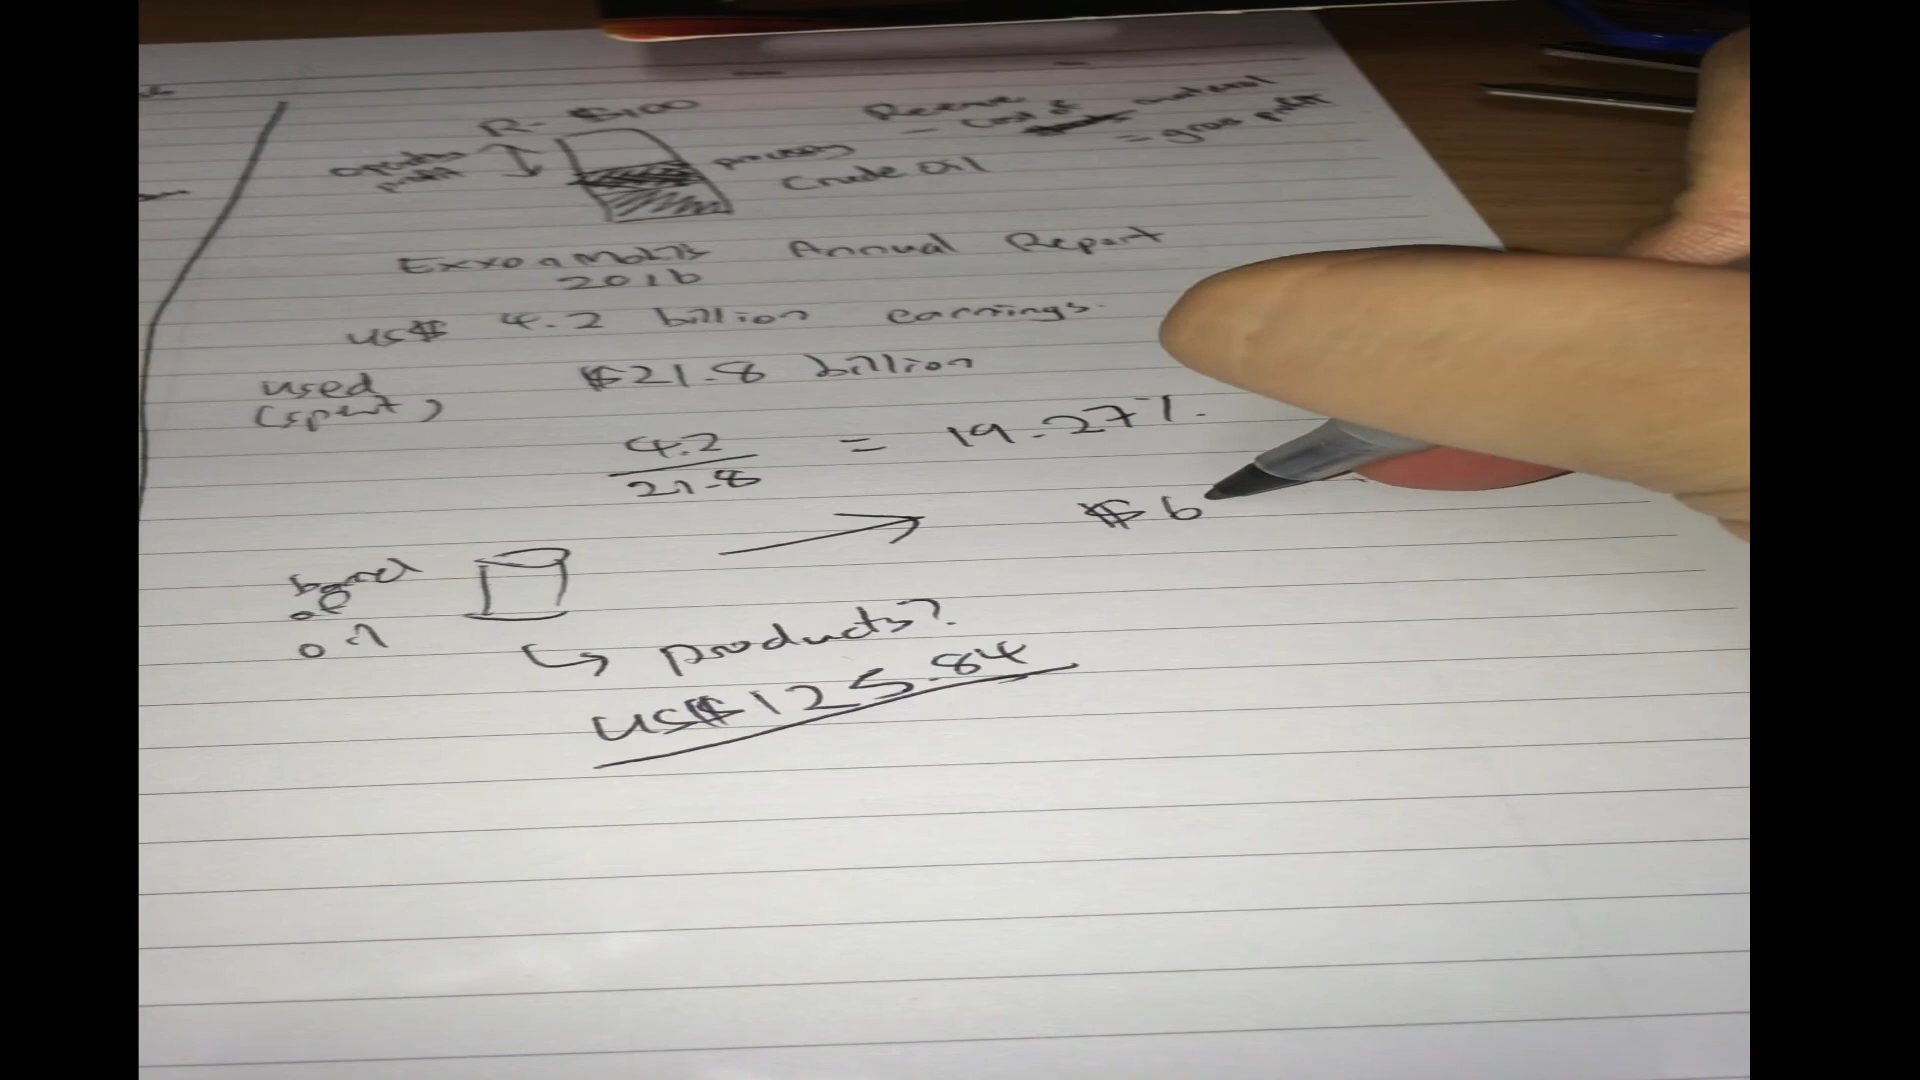 R- $100
Revenue
- cost of material
= gross profit
operating
profit
processing
Crude Oil
ExxonMobil's Annual Report
2016
US$ 4.2 billion earnings.
used
(spent)
$21.8 billion
4.2
21.8
= 19.27%.
$6
barrel
of
oil
↳ products?
US$125.84